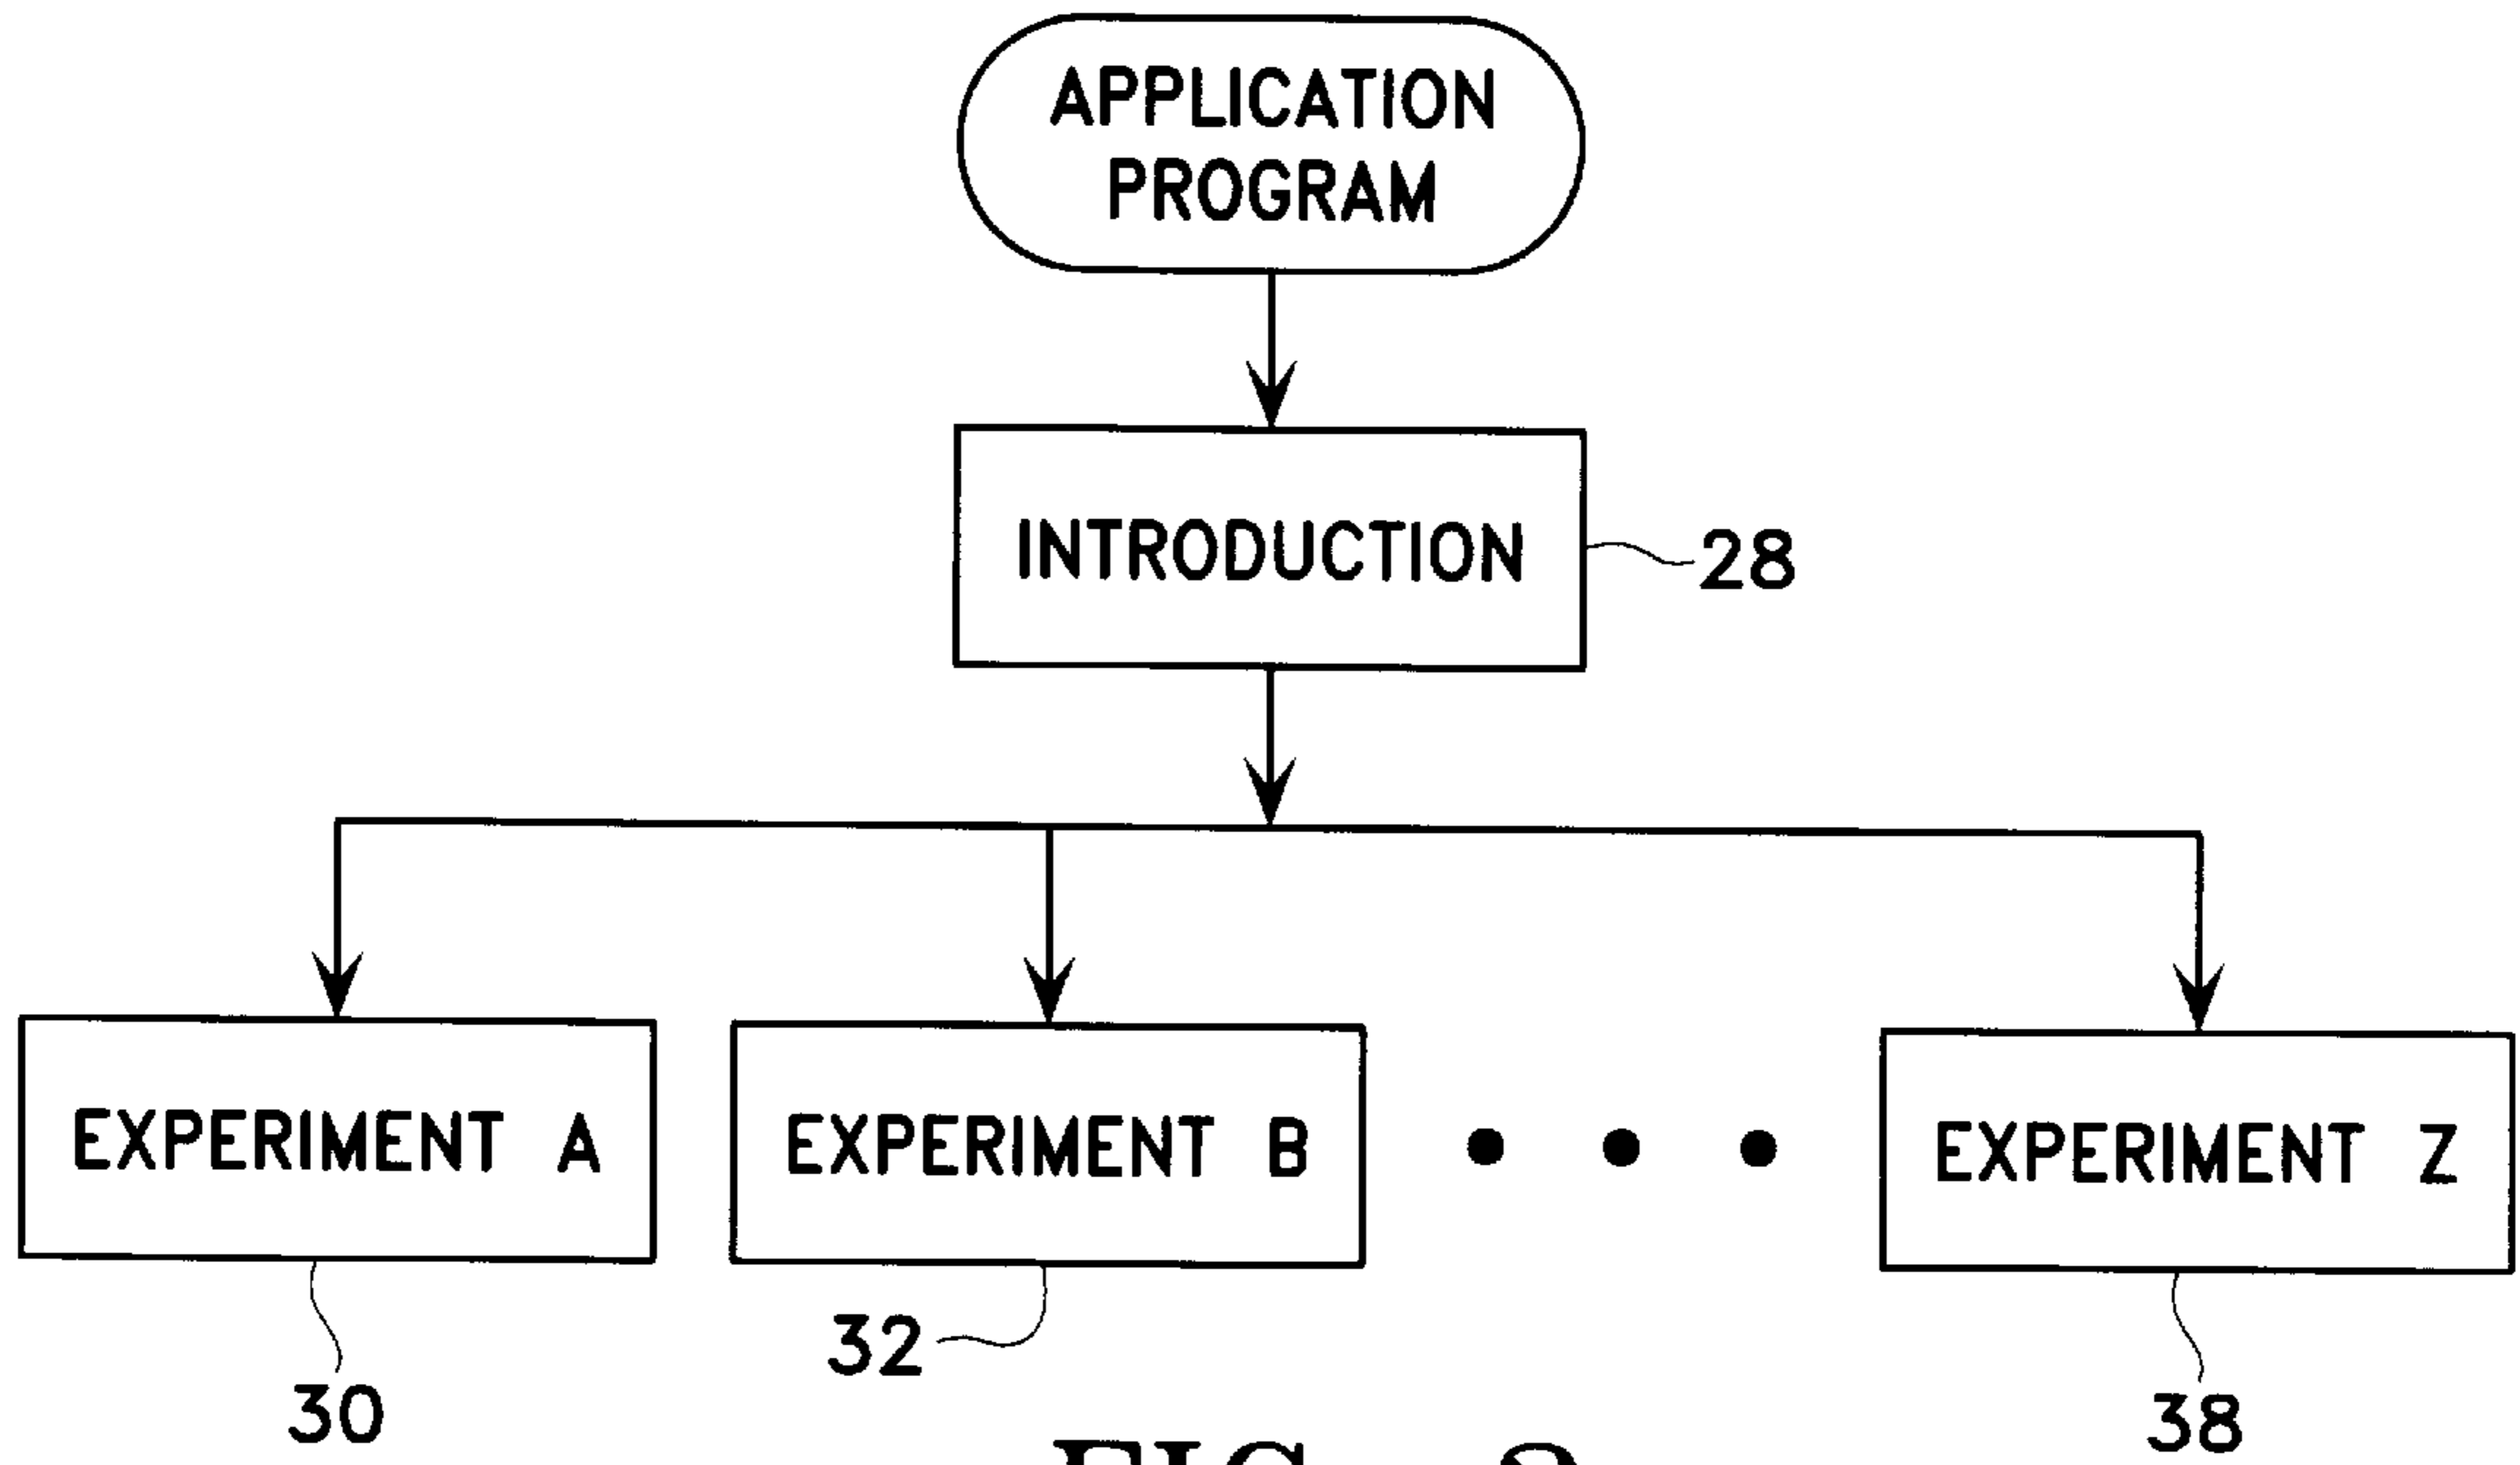 APPLICATION
PROGRAM
INTRODUCTION
28
EXPERIMENT A
EXPERIMENT B
EXPERIMENT Z
32
30
38